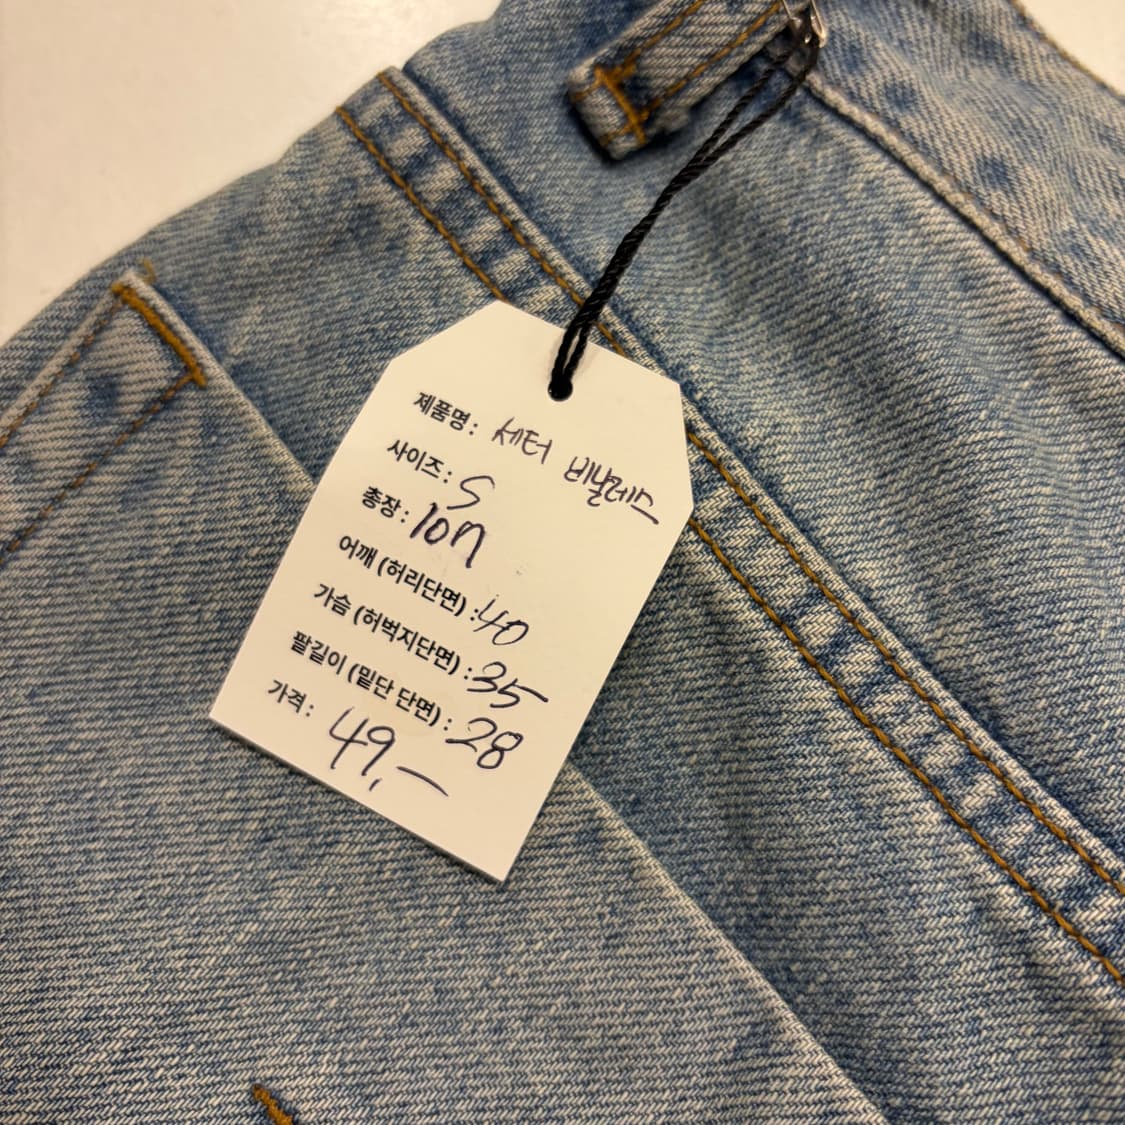 제품명: 세터 비날레스
사이즈: S
총장: 107
어깨 (허리단면): 40
가슴 (허벅지단면): 35
팔길이 (밑단 단면): 28
가격: 49,-